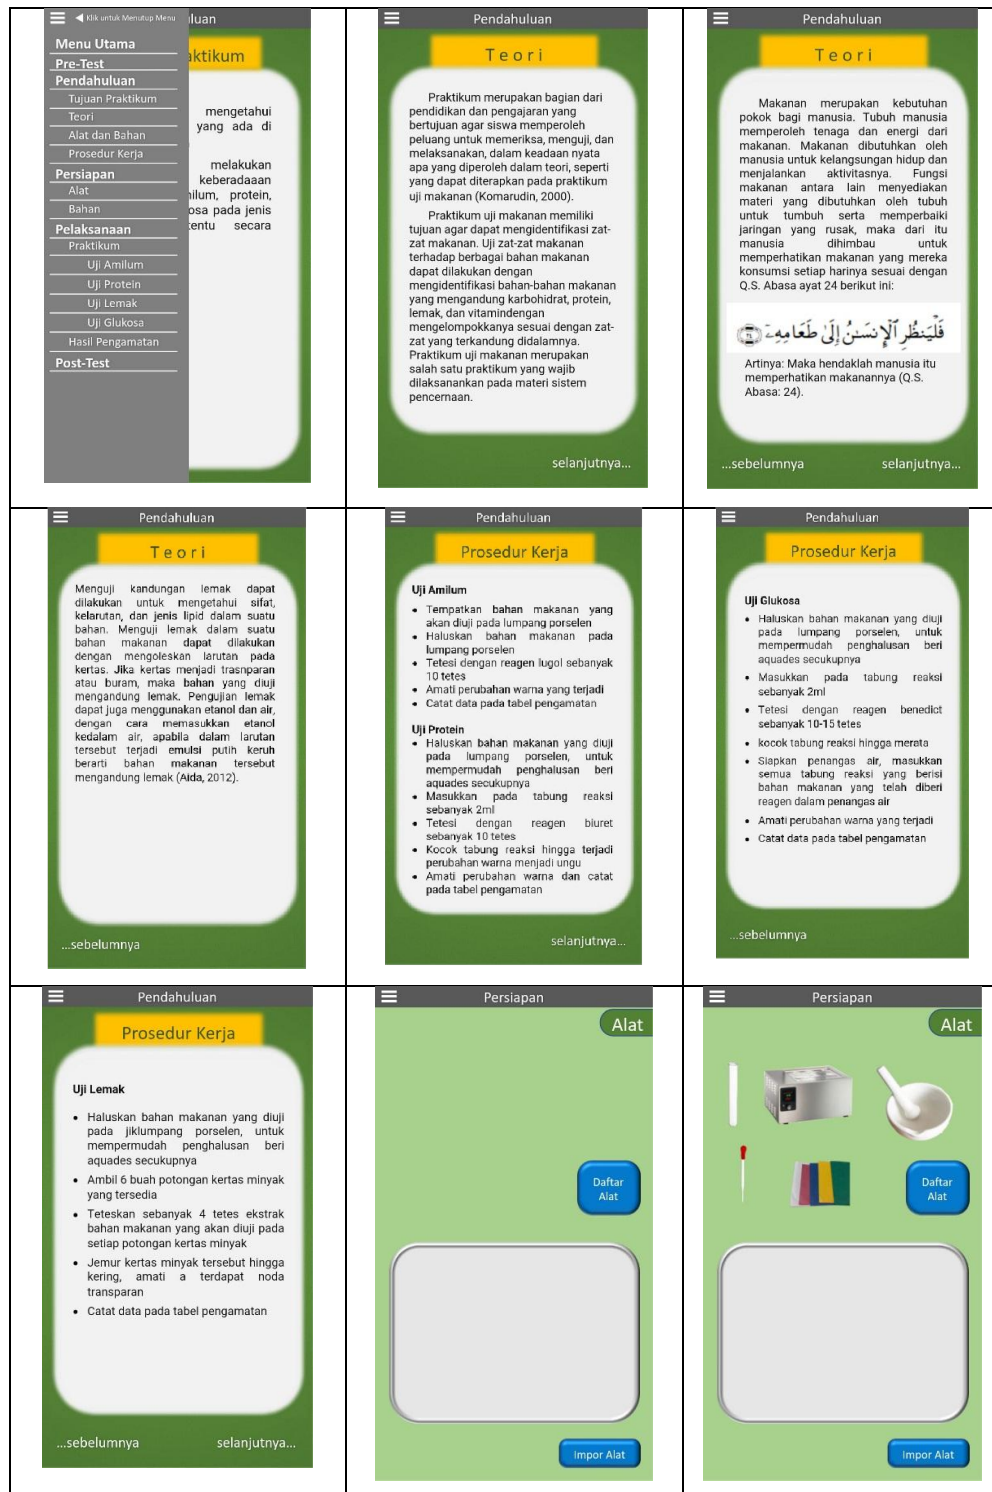 Klik untuk Menutup Menu
Menu Utama
Pre-Test
Pendahuluan
Tujuan Praktikum
Teori
Alat dan Bahan
Prosedur Kerja
Persiapan
Alat
Bahan
Pelaksanaan
Praktikum
Uji Amilum
Uji Protein
Uji Lemak
Uji Glukosa
Hasil Pengamatan
Post-Test
luan
aktikum
mengetahui
yang ada di
melakukan
keberadaaan
ilum, protein,
osa pada jenis
entu secara
Pendahuluan
Teori
Praktikum merupakan bagian dari
pendidikan dan pengajaran yang
bertujuan agar siswa memperoleh
peluang untuk memeriksa, menguji, dan
melaksanakan, dalam keadaan nyata
apa yang diperoleh dalam teori, seperti
yang dapat diterapkan pada praktikum
uji makanan (Komarudin, 2000).
Praktikum uji makanan memiliki
tujuan agar dapat mengidentifikasi zat-
zat makanan. Uji zat-zat makanan
terhadap berbagai bahan makanan
dapat dilakukan dengan
mengidentifikasi bahan-bahan makanan
yang mengandung karbohidrat, protein,
lemak, dan vitamindengan
mengelompokkanya sesuai dengan zat-
zat yang terkandung didalamnya.
Praktikum uji makanan merupakan
salah satu praktikum yang wajib
dilaksanankan pada materi sistem
pencernaan.
selanjutnya...
Pendahuluan
Teori
Makanan merupakan kebutuhan
pokok bagi manusia. Tubuh manusia
memperoleh tenaga dan energi dari
makanan. Makanan dibutuhkan oleh
manusia untuk kelangsungan hidup dan
menjalankan aktivitasnya. Fungsi
makanan antara lain menyediakan
materi yang dibutuhkan oleh tubuh
untuk tumbuh serta memperbaiki
jaringan yang rusak, maka dari itu
manusia dihimbau untuk
memperhatikan makanan yang mereka
konsumsi setiap harinya sesuai dengan
Q.S. Abasa ayat 24 berikut ini:
فَلْيَنظُرِ ٱلْإِنسَـٰنُ إِلَىٰ طَعَامِهِۦٓ ٢٤
Artinya: Maka hendaklah manusia itu
memperhatikan makanannya (Q.S.
Abasa: 24).
...sebelumnya selanjutnya...
Pendahuluan
Teori
Menguji kandungan lemak dapat
dilakukan untuk mengetahui sifat,
kelarutan, dan jenis lipid dalam suatu
bahan. Menguji lemak dalam suatu
bahan makanan dapat dilakukan
dengan mengoleskan larutan pada
kertas. Jika kertas menjadi trasnparan
atau buram, maka bahan yang diuji
mengandung lemak. Pengujian lemak
dapat juga menggunakan etanol dan air,
dengan cara memasukkan etanol
kedalam air, apabila dalam larutan
tersebut terjadi emulsi putih keruh
berarti bahan makanan tersebut
mengandung lemak (Aida, 2012).
...sebelumnya
Pendahuluan
Prosedur Kerja
Uji Amilum
• Tempatkan bahan makanan yang
akan diuji pada lumpang porselen
• Haluskan bahan makanan pada
lumpang porselen
• Tetesi dengan reagen lugol sebanyak
10 tetes
• Amati perubahan warna yang terjadi
• Catat data pada tabel pengamatan
Uji Protein
• Haluskan bahan makanan yang diuji
pada lumpang porselen, untuk
mempermudah penghalusan beri
aquades secukupnya
• Masukkan pada tabung reaksi
sebanyak 2ml
• Tetesi dengan reagen biuret
sebanyak 10 tetes
• Kocok tabung reaksi hingga terjadi
perubahan warna menjadi ungu
• Amati perubahan warna dan catat
pada tabel pengamatan
selanjutnya...
Pendahuluan
Prosedur Kerja
Uji Glukosa
• Haluskan bahan makanan yang diuji
pada lumpang porselen, untuk
mempermudah penghalusan beri
aquades secukupnya
• Masukkan pada tabung reaksi
sebanyak 2ml
• Tetesi dengan reagen benedict
sebanyak 10-15 tetes
• kocok tabung reaksi hingga merata
• Siapkan penangas air, masukkan
semua tabung reaksi yang berisi
bahan makanan yang telah diberi
reagen dalam penangas air
• Amati perubahan warna yang terjadi
• Catat data pada tabel pengamatan
...sebelumnya
Pendahuluan
Prosedur Kerja
Uji Lemak
• Haluskan bahan makanan yang diuji
pada jiklumpang porselen, untuk
mempermudah penghalusan beri
aquades secukupnya
• Ambil 6 buah potongan kertas minyak
yang tersedia
• Teteskan sebanyak 4 tetes ekstrak
bahan makanan yang akan diuji pada
setiap potongan kertas minyak
• Jemur kertas minyak tersebut hingga
kering, amati a terdapat noda
transparan
• Catat data pada tabel pengamatan
...sebelumnya selanjutnya...
Persiapan
Alat
Daftar
Alat
Impor Alat
Persiapan
Alat
Daftar
Alat
Impor Alat